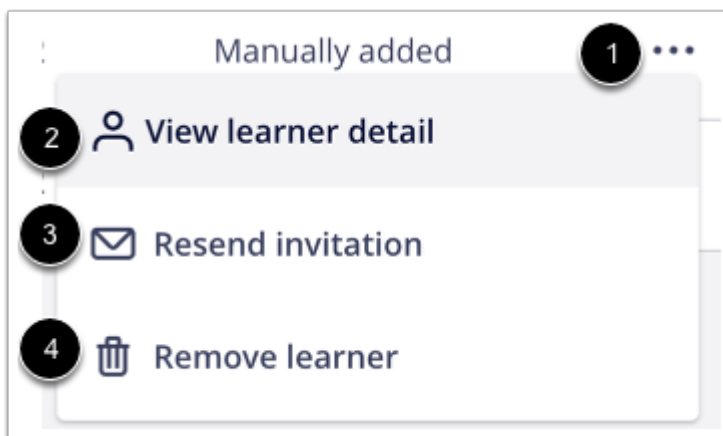 Manually added 1 •••
2 View learner detail
3 Resend invitation
4 Remove learner